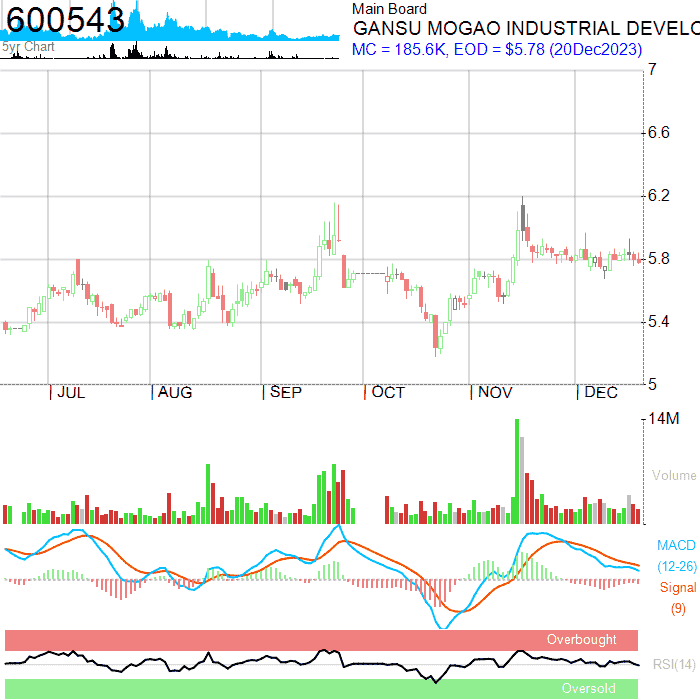 600543
5yr Chart
Main Board
GANSU MOGAO INDUSTRIAL DEVELO
MC = 185.6K, EOD = $5.78 (20Dec2023)
7
6.6
6.2
5.8
5.4
5
JUL AUG SEP OCT NOV DEC
14M
Volume
MACD
(12-26)
Signal
(9)
Overbought
RSI(14)
Oversold